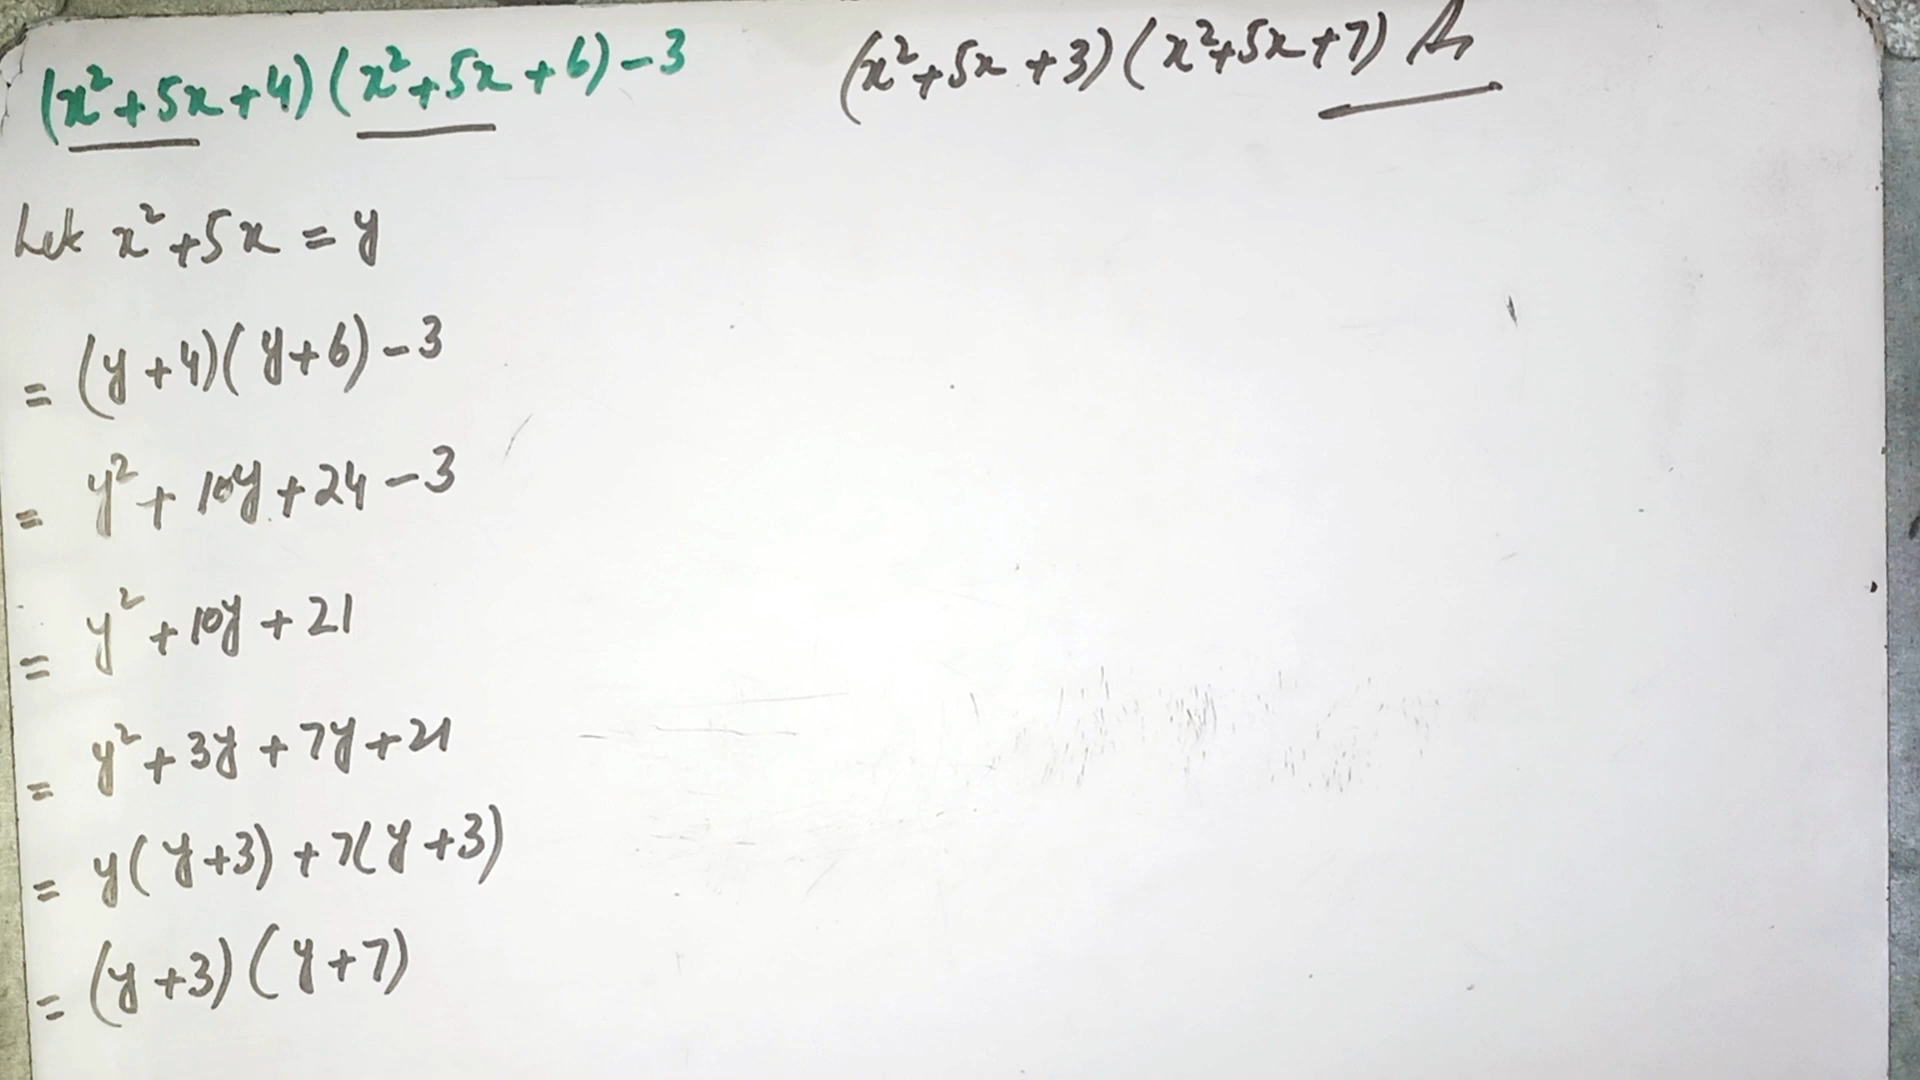 (x²+5x+4)(x²+5x+6)-3
Let x²+5x = y
= (y+4)(y+6)-3
= y²+10y+24-3
= y²+10y+21
= y²+3y+7y+21
= y(y+3)+7(y+3)
= (y+3)(y+7)
(x²+5x+3)(x²+5x+7)